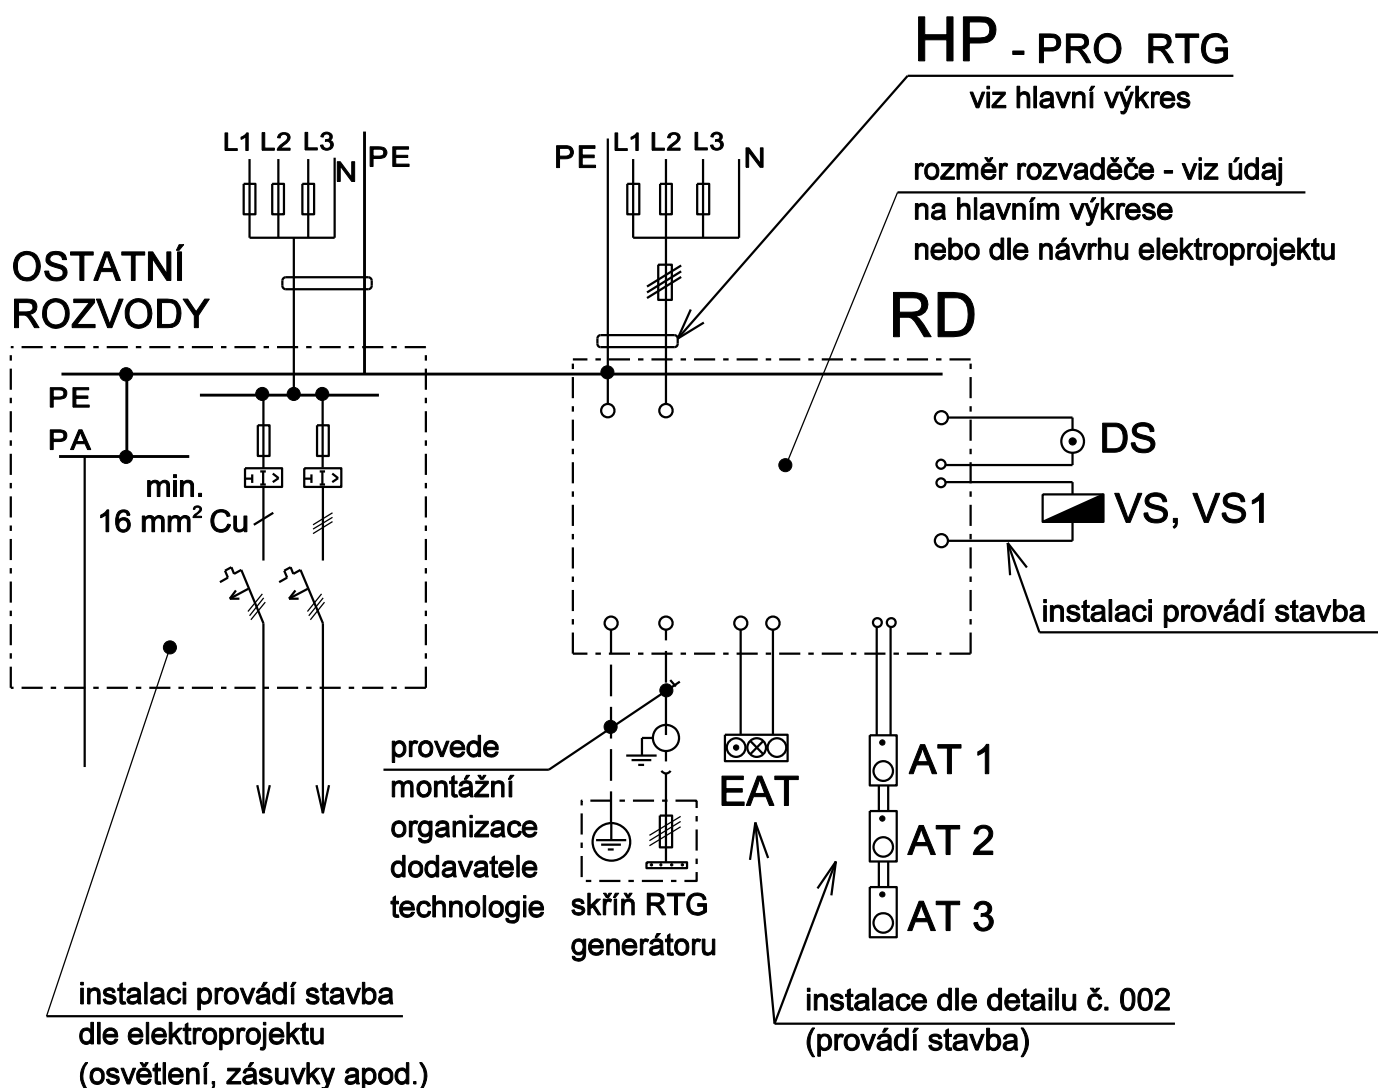 HP - PRO RTG
viz hlavní výkres
L1 L2 L3
N
PE
PE
L1 L2 L3
N
rozměr rozvaděče - viz údaj
na hlavním výkrese
nebo dle návrhu elektroprojektu
OSTATNÍ
ROZVODY
RD
PE
PA
min.
16 mm² Cu
DS
VS, VS1
instalaci provádí stavba
provede
montážní
organizace
dodavatele
technologie
EAT
AT 1
AT 2
AT 3
skříň RTG
generátoru
instalaci provádí stavba
dle elektroprojektu
(osvětlení, zásuvky apod.)
instalace dle detailu č. 002
(provádí stavba)